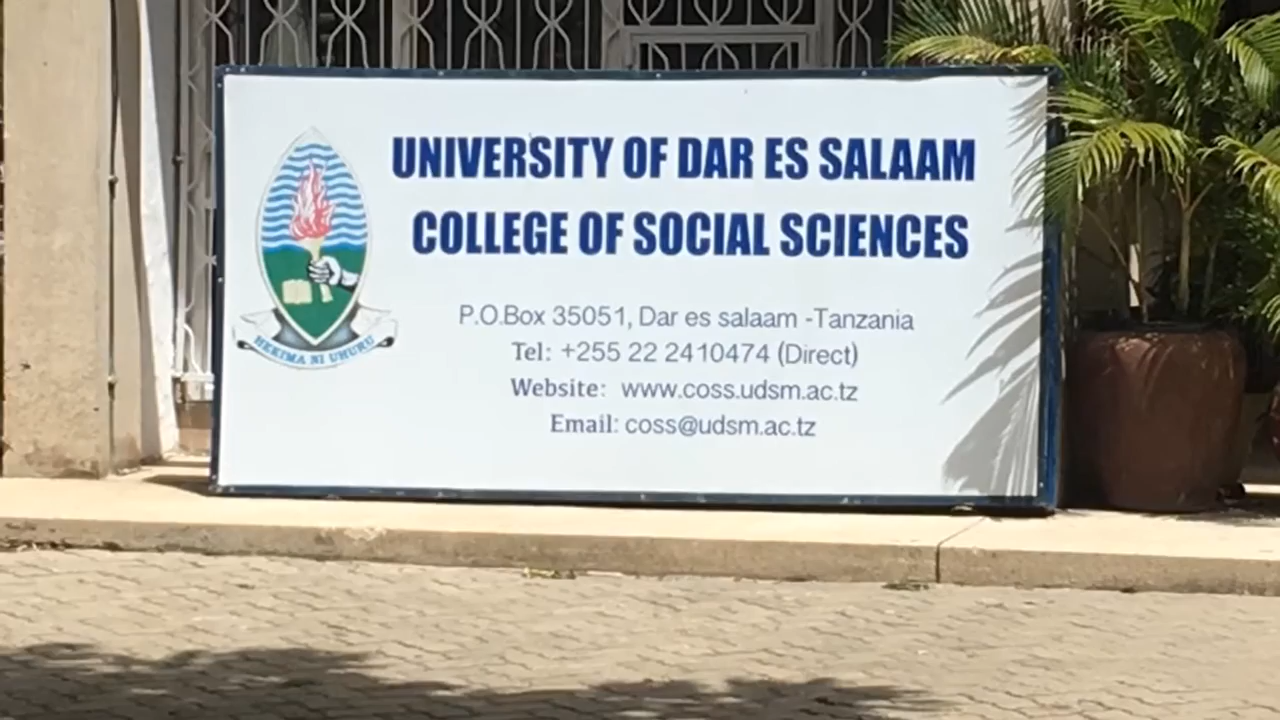 UNIVERSITY OF DAR ES SALAAM
COLLEGE OF SOCIAL SCIENCES
P.O.Box 35051, Dar es salaam -Tanzania
Tel: +255 22 2410474 (Direct)
Website: www.coss.udsm.ac.tz
Email: coss@udsm.ac.tz
HEKIMA NI UHURU